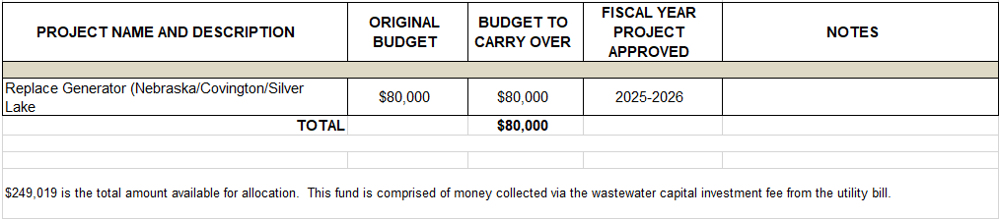 PROJECT NAME AND DESCRIPTION ORIGINAL BUDGET BUDGET TO CARRY OVER FISCAL YEAR PROJECT APPROVED NOTES
Replace Generator (Nebraska/Covington/Silver
Lake $80,000 $80,000 2025-2026
TOTAL $80,000
$249,019 is the total amount available for allocation.  This fund is comprised of money collected via the wastewater capital investment fee from the utility bill.